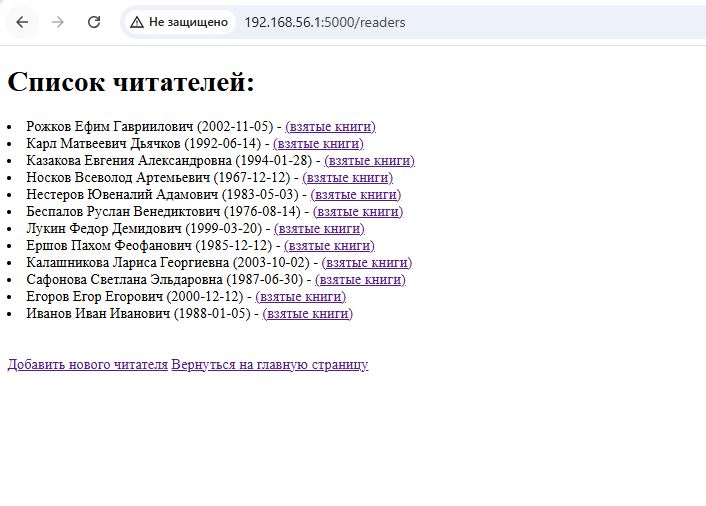 Не защищено 192.168.56.1:5000/readers
Список читателей:
• Рожков Ефим Гавриилович (2002-11-05) - (взятые книги)
• Карл Матвеевич Дьячков (1992-06-14) - (взятые книги)
• Казакова Евгения Александровна (1994-01-28) - (взятые книги)
• Носков Всеволод Артемьевич (1967-12-12) - (взятые книги)
• Нестеров Ювеналий Адамович (1983-05-03) - (взятые книги)
• Беспалов Руслан Венедиктович (1976-08-14) - (взятые книги)
• Лукин Федор Демидович (1999-03-20) - (взятые книги)
• Ершов Пахом Феофанович (1985-12-12) - (взятые книги)
• Калашникова Лариса Георгиевна (2003-10-02) - (взятые книги)
• Сафонова Светлана Эльдаровна (1987-06-30) - (взятые книги)
• Егоров Егор Егорович (2000-12-12) - (взятые книги)
• Иванов Иван Иванович (1988-01-05) - (взятые книги)
Добавить нового читателя Вернуться на главную страницу